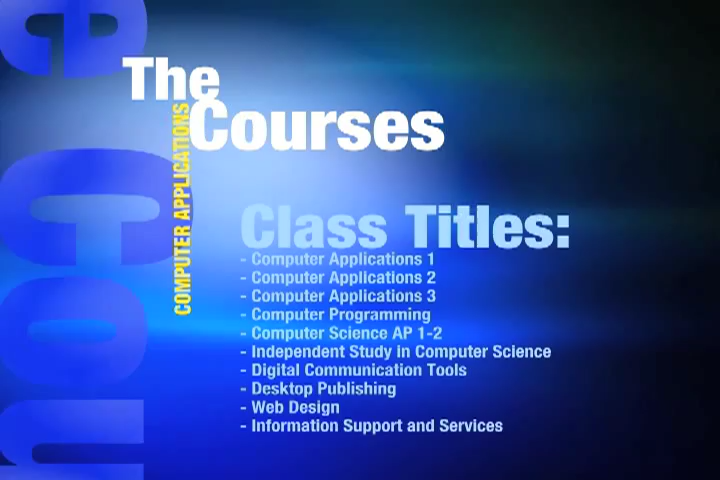 The
Courses
COMPUTER APPLICATIONS
Class Titles:
- Computer Applications 1
- Computer Applications 2
- Computer Applications 3
- Computer Programming
- Computer Science AP 1-2
- Independent Study in Computer Science
- Digital Communication Tools
- Desktop Publishing
- Web Design
- Information Support and Services
e Cou